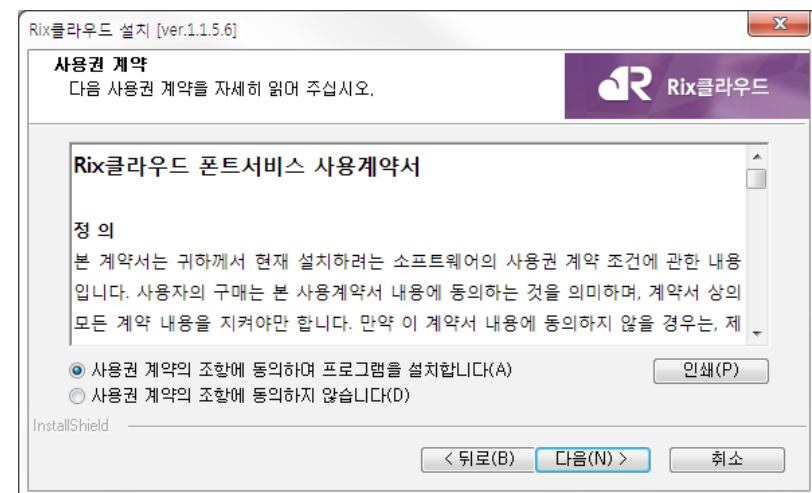 Rix클라우드 설치 [ver.1.1.5.6]
사용권 계약
다음 사용권 계약을 자세히 읽어 주십시오.
Rix클라우드
Rix클라우드 폰트서비스 사용계약서
정 의
본 계약서는 귀하께서 현재 설치하려는 소프트웨어의 사용권 계약 조건에 관한 내용
입니다. 사용자의 구매는 본 사용계약서 내용에 동의하는 것을 의미하며, 계약서 상의
모든 계약 내용을 지켜야만 합니다. 만약 이 계약서 내용에 동의하지 않을 경우는, 제
사용권 계약의 조항에 동의하며 프로그램을 설치합니다(A)
인쇄(P)
사용권 계약의 조항에 동의하지 않습니다(D)
InstallShield
< 뒤로(B)
다음(N) >
취소